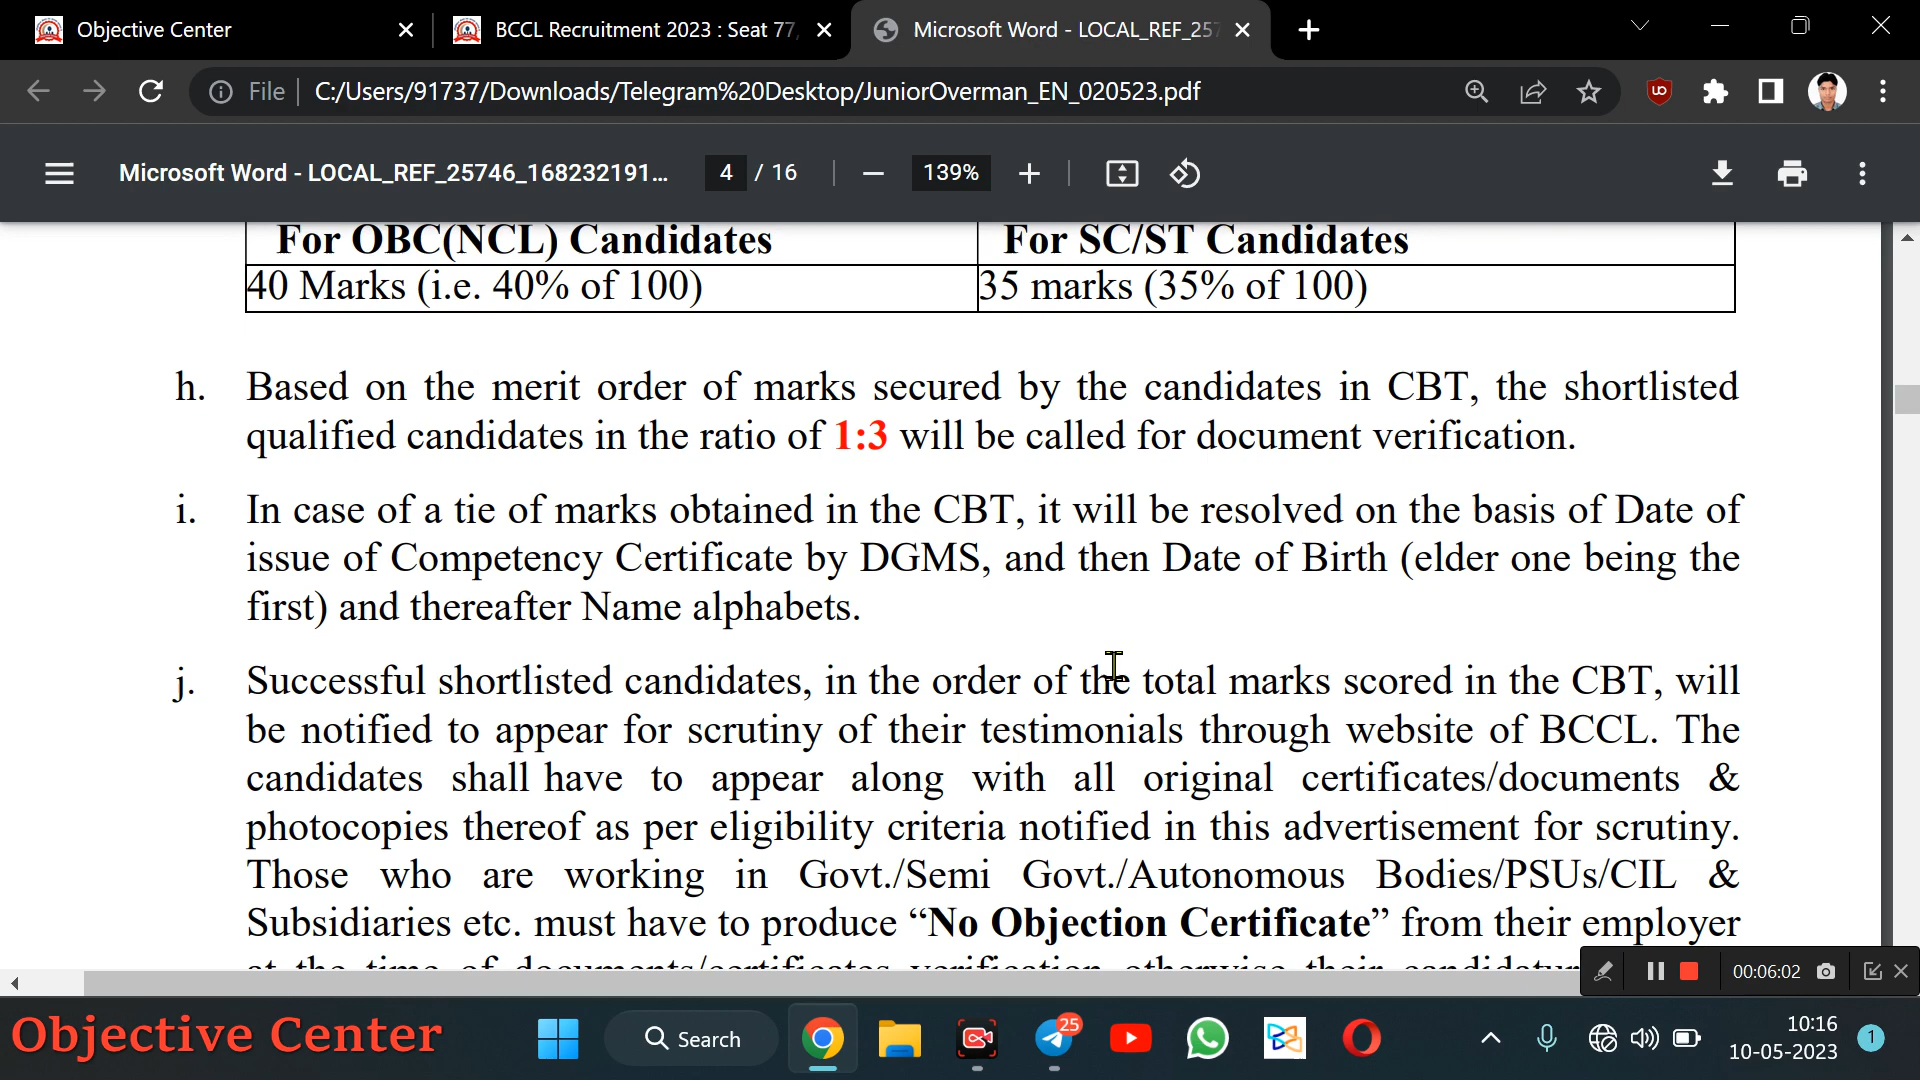 Objective Center
BCCL Recruitment 2023 : Seat 77,
Microsoft Word - LOCAL_REF_257
File
C:/Users/91737/Downloads/Telegram%20Desktop/JuniorOverman_EN_020523.pdf
Microsoft Word - LOCAL_REF_25746_168232191...
4 / 16
139%
For OBC(NCL) Candidates
For SC/ST Candidates
40 Marks (i.e. 40% of 100)
35 marks (35% of 100)
h. Based on the merit order of marks secured by the candidates in CBT, the shortlisted
qualified candidates in the ratio of 1:3 will be called for document verification.
i. In case of a tie of marks obtained in the CBT, it will be resolved on the basis of Date of
issue of Competency Certificate by DGMS, and then Date of Birth (elder one being the
first) and thereafter Name alphabets.
j. Successful shortlisted candidates, in the order of the total marks scored in the CBT, will
be notified to appear for scrutiny of their testimonials through website of BCCL. The
candidates shall have to appear along with all original certificates/documents &
photocopies thereof as per eligibility criteria notified in this advertisement for scrutiny.
Those who are working in Govt./Semi Govt./Autonomous Bodies/PSUs/CIL &
Subsidiaries etc. must have to produce “No Objection Certificate” from their employer
at the time of documents/certificates verification otherwise their
00:06:02
Objective Center
Search
25
10:16
10-05-2023
1